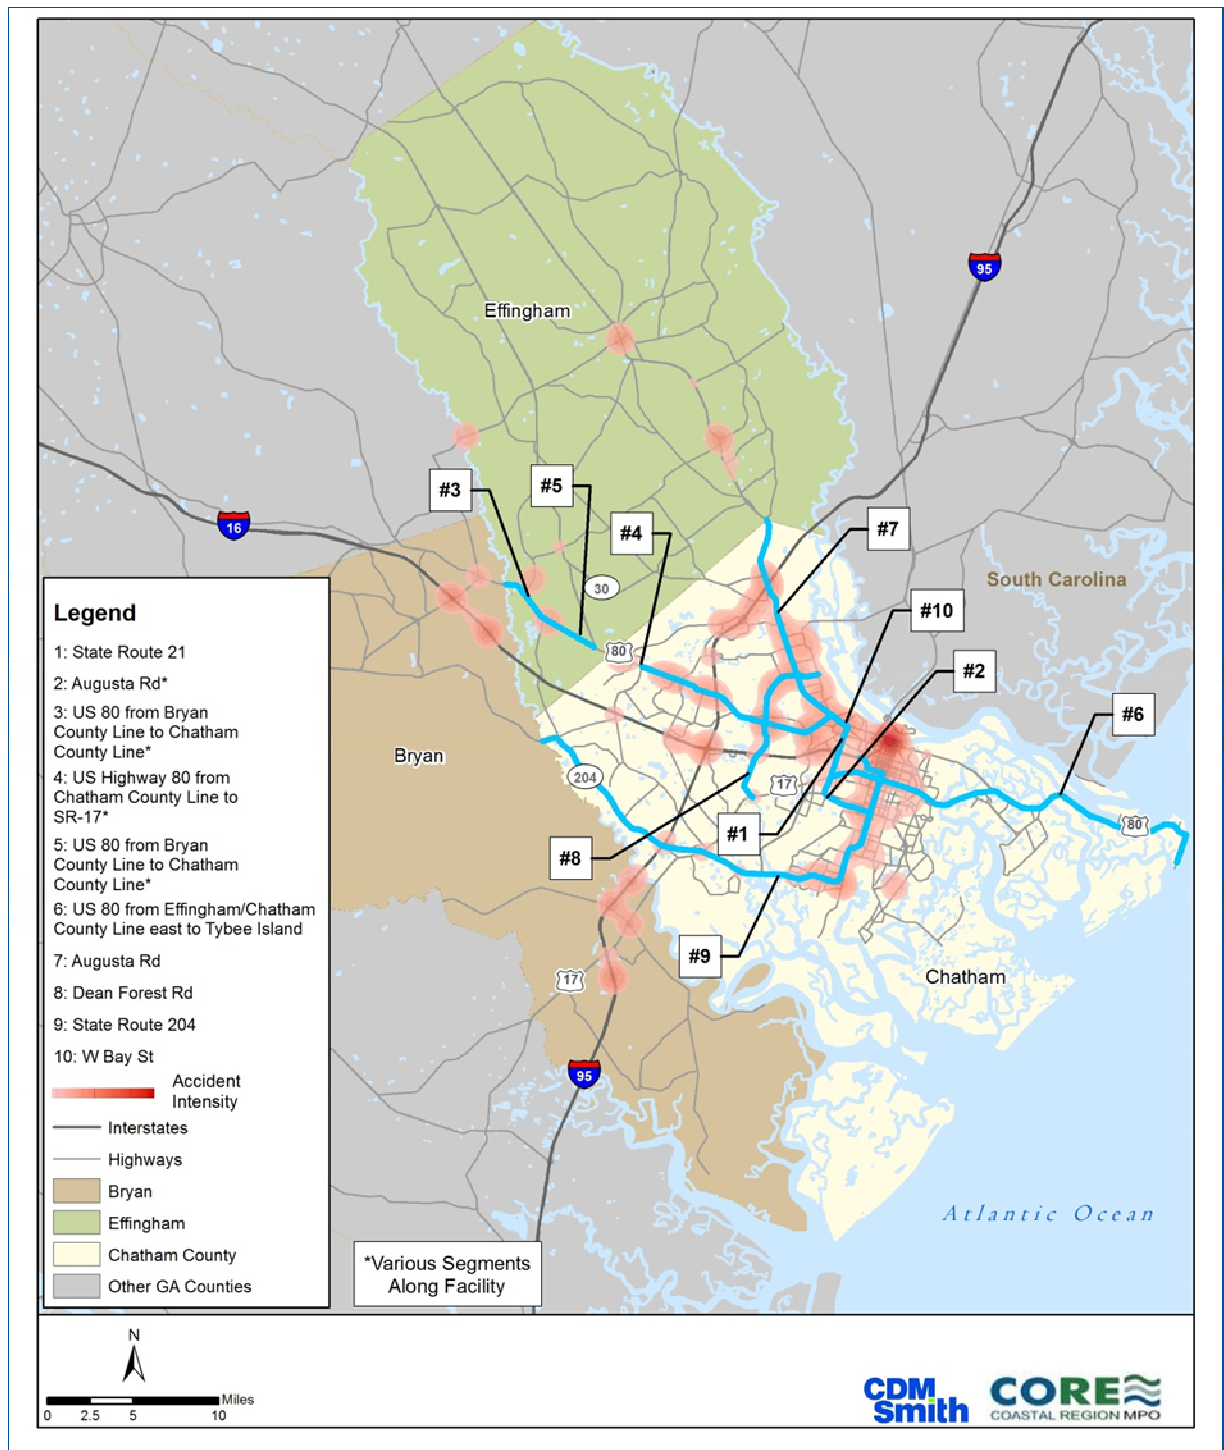 95
Effingham
#3
#5
#4
#7
16
30
South Carolina
#10
80
#2
#6
Bryan
204
17
80
#1
#8
#9
17
Chatham
95
Atlantic Ocean
Legend
1: State Route 21
2: Augusta Rd*
3: US 80 from Bryan
County Line to Chatham
County Line*
4: US Highway 80 from
Chatham County Line to
SR-17*
5: US 80 from Bryan
County Line to Chatham
County Line*
6: US 80 from Effingham/Chatham
County Line east to Tybee Island
7: Augusta Rd
8: Dean Forest Rd
9: State Route 204
10: W Bay St
Accident
Intensity
Interstates
Highways
Bryan
Effingham
Chatham County
Other GA Counties
*Various Segments
Along Facility
N
Miles
0 2.5 5 10
CDM
Smith
CORE
COASTAL REGION MPO